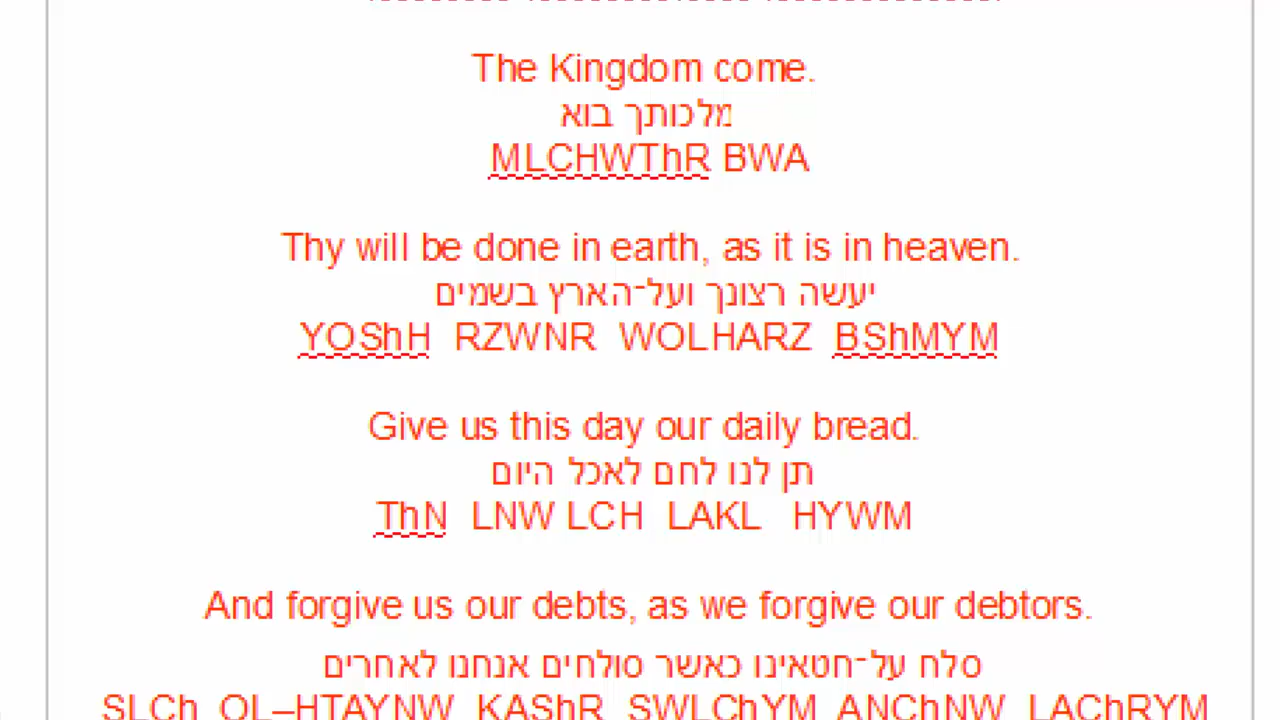 The Kingdom come.
מלכותך בוא
MLCHWThR BWA
Thy will be done in earth, as it is in heaven.
יעשה רצונך ועל־הארץ בשמים
YOShH RZWNR WOLHARZ BShMYM
Give us this day our daily bread.
תן לנו לחם לאכל היום
ThN LNW LCH LAKL HYWM
And forgive us our debts, as we forgive our debtors.
סלח על־חטאינו כאשר סולחים אנחנו לאחרים
SLCh OL–HTAYNW KAShR SWLChYM ANChNW LAChRYM